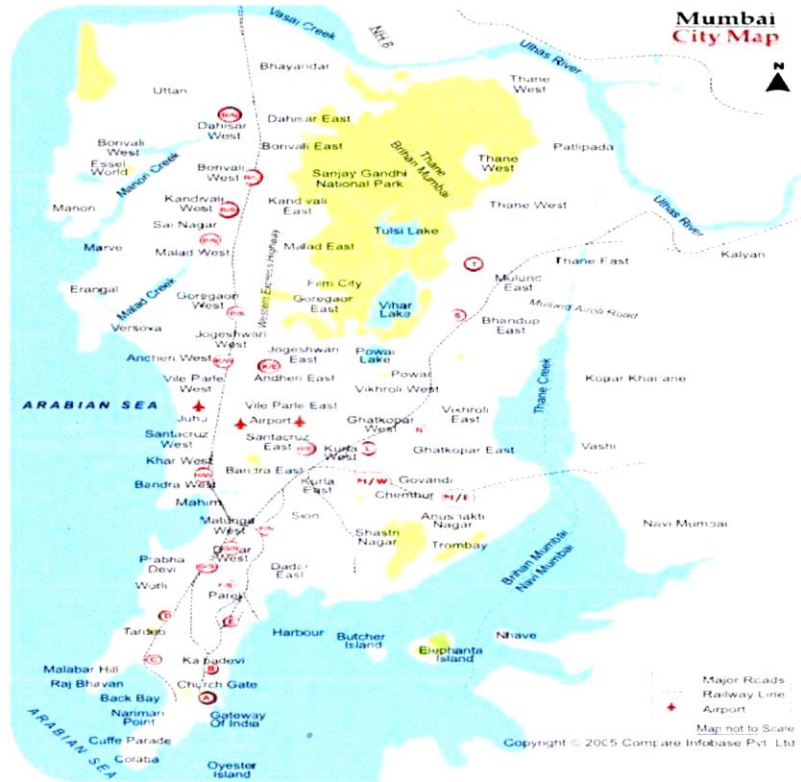 Mumbai
City Map
N
Vasai Creek
NH 8
Ulhas River
Bhayandar
Uttan
Thane
West
Dahisar
West
Dahisar East
Borivali
West
Borivali East
Patlipada
Essel
World
Manori Creek
Borivali
West
Sanjay Gandhi
National Park
Thane
Brihan Mumbai
Thane
West
Kandivali
West
Kandivali
East
Thane West
Manori
Sai Nagar
Tulsi Lake
Ulhas River
Marve
Malad West
Malad East
Western Express Highway
Thane East
Kalyan
Erangal
Malad Creek
Film City
Mulund
East
Goregaon
West
Goregaon
East
Vihar
Lake
Mulund Airoli Road
Versova
Bhandup
East
Jogeshwari
West
Jogeshwari
East
Powai
Lake
Andheri East
Powai
Vile Parle
West
Vikhroli West
Thane Creek
ARABIAN SEA
Vile Parle East
Vikhroli
East
Juhu
Airport
Ghatkopar
West
N
Santacruz
West
Santacruz
East
Kurla
West
L
Ghatkopar East
Vashi
Khar West
Bandra East
Kurla
East
M/W
Govandi
Bandra West
Chembur
M/E
Mahim
Anushakti
Nagar
Matunga
West
Sion
Shastri
Nagar
Trombay
Navi Mumbai
Brihan Mumbai
Navi Mumbai
Prabha
Devi
Dadar
East
Worli
D
E
Harbour
Butcher
Island
Elephanta
Island
Nhave
C
B
Malabar Hill
Raj Bhavan
Church Gate
Back Bay
A
Nariman
Point
Gateway
Of India
Cuffe Parade
Colaba
ARABIAN SEA
Oyester
Island
Major Roads
Railway Line
Airport
Map not to Scale
Copyright © 2005 Compare Infobase Pvt. Ltd